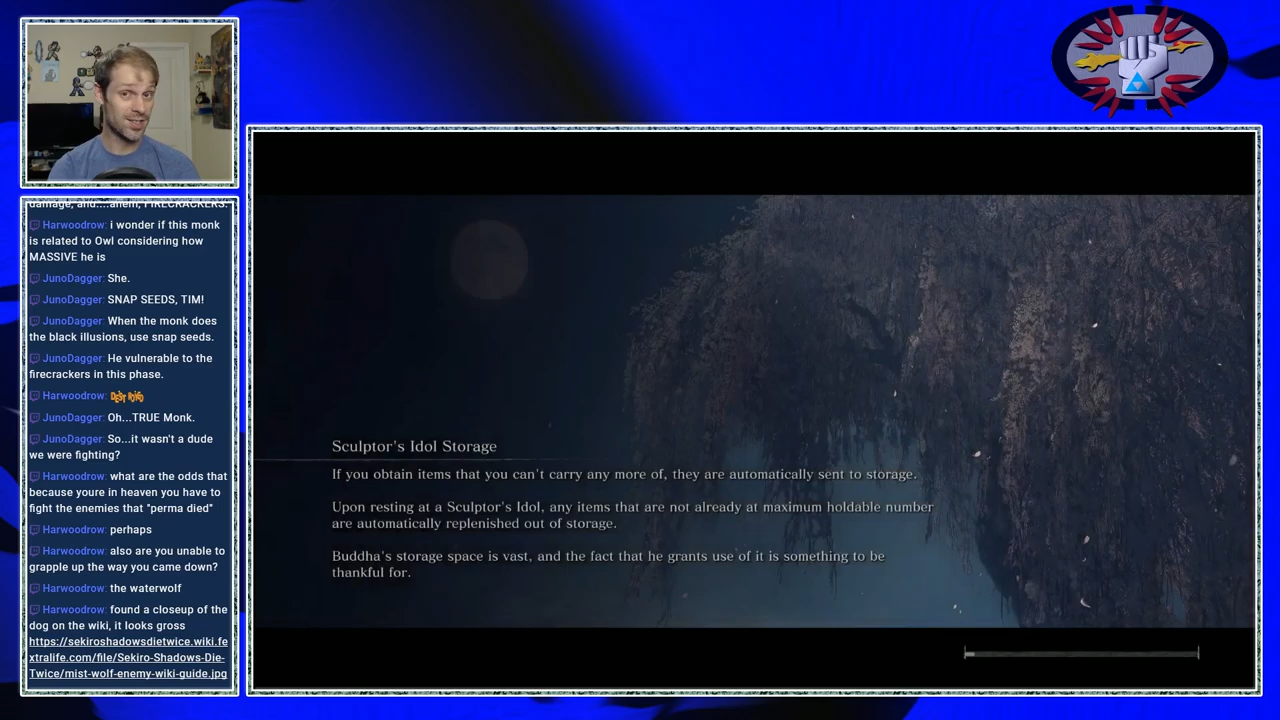 damage, and....ahem, FIRECRACKERS.
Harwoodrow: i wonder if this monk
is related to Owl considering how
MASSIVE he is
JunoDagger: She.
JunoDagger: SNAP SEEDS, TIM!
JunoDagger: When the monk does
the black illusions, use snap seeds.
JunoDagger: He vulnerable to the
firecrackers in this phase.
Harwoodrow:
JunoDagger: Oh...TRUE Monk.
JunoDagger: So...it wasn't a dude
we were fighting?
Harwoodrow: what are the odds that
because youre in heaven you have to
fight the enemies that "perma died"
Harwoodrow: perhaps
Harwoodrow: also are you unable to
grapple up the way you came down?
Harwoodrow: the waterwolf
Harwoodrow: found a closeup of the
dog on the wiki, it looks gross
https://sekiroshadowsdietwice.wiki.fe
xtralife.com/file/Sekiro-Shadows-Die-
Twice/mist-wolf-enemy-wiki-guide.jpg
Sculptor's Idol Storage
If you obtain items that you can't carry any more of, they are automatically sent to storage.
Upon resting at a Sculptor's Idol, any items that are not already at maximum holdable number
are automatically replenished out of storage.
Buddha's storage space is vast, and the fact that he grants use of it is something to be
thankful for.